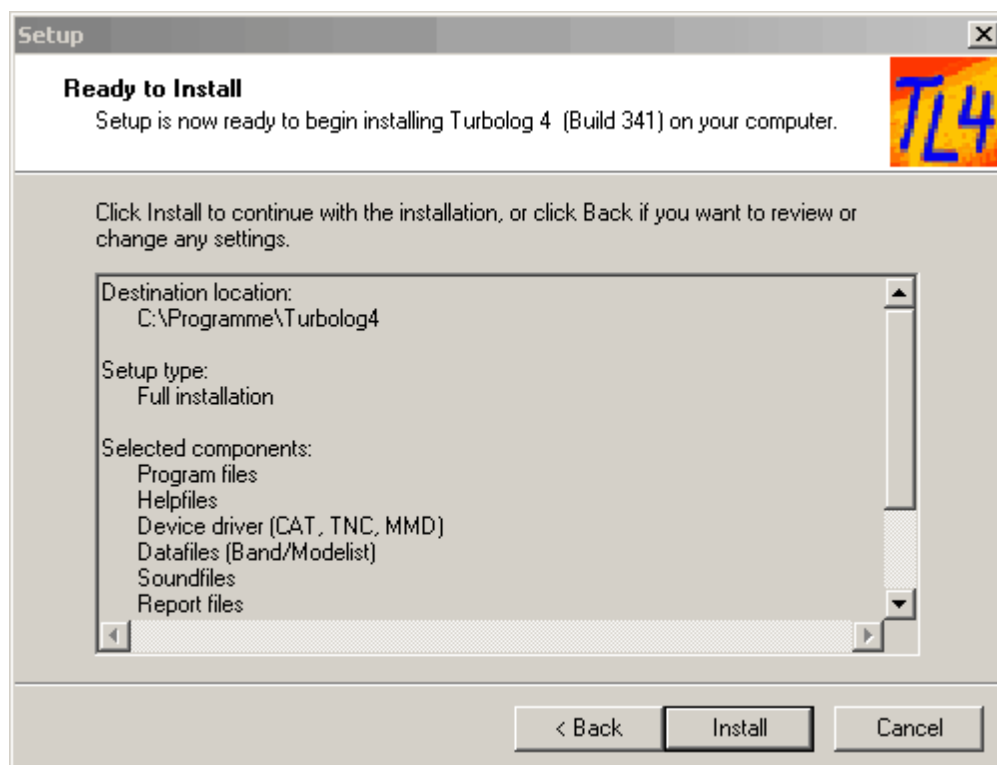 Setup
Ready to Install
Setup is now ready to begin installing Turbolog 4  (Build 341) on your computer.
TL4
Click Install to continue with the installation, or click Back if you want to review or
change any settings.
Destination location:
C:\Programme\Turbolog4
Setup type:
Full installation
Selected components:
Program files
Helpfiles
Device driver (CAT, TNC, MMD)
Datafiles (Band/Modelist)
Soundfiles
Report files
< Back
Install
Cancel